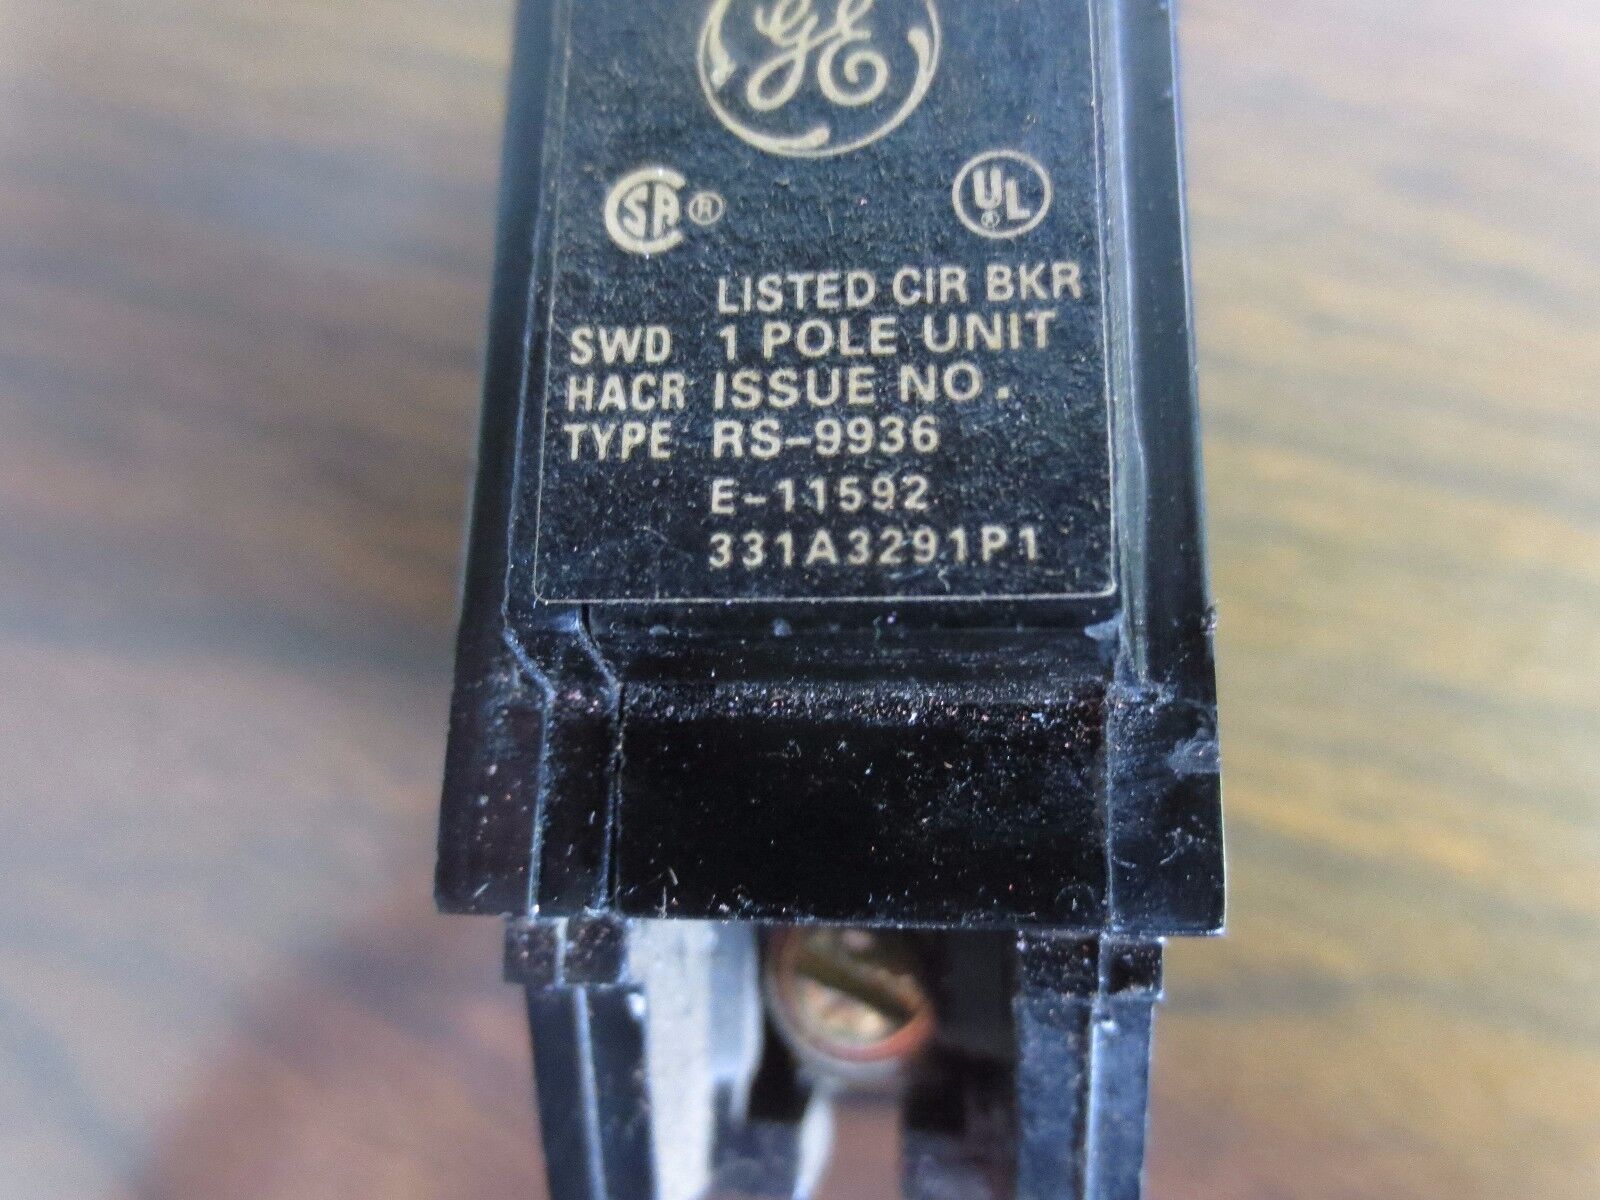 GE
CSA ®
UL ®
LISTED CIR BKR
SWD 1 POLE UNIT
HACR ISSUE NO.
TYPE RS-9936
E-11592
331A3291P1